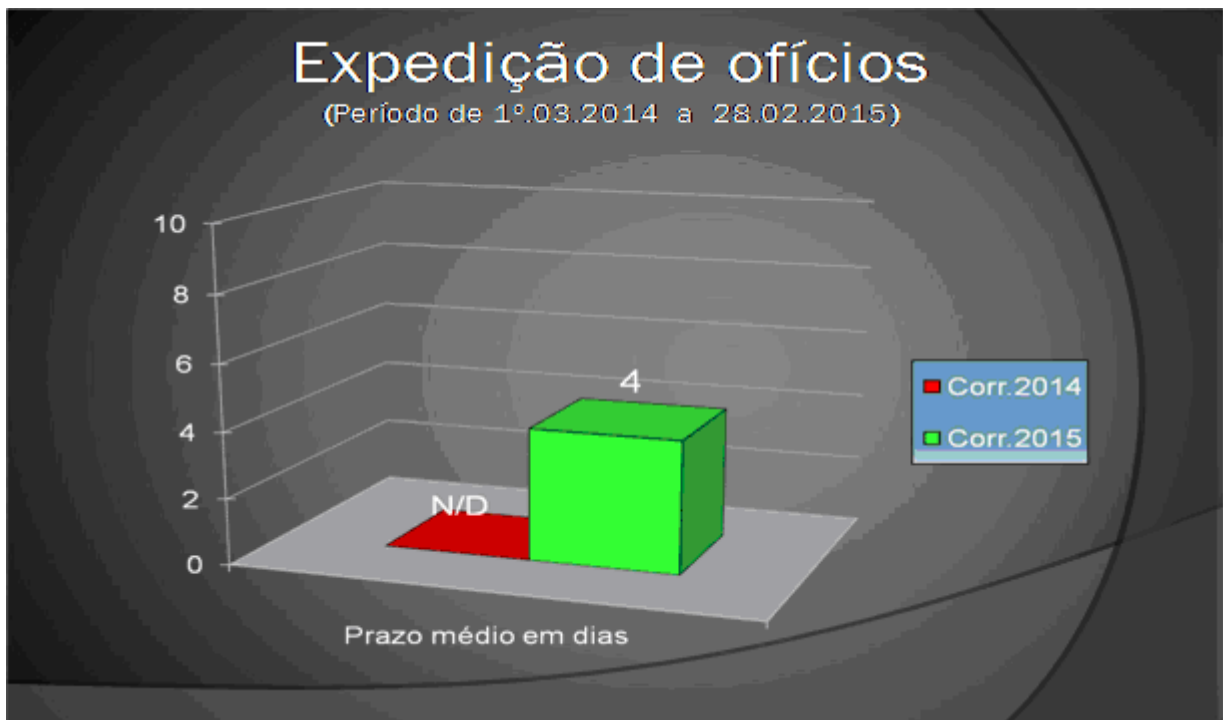 Expedição de ofícios
(Período de 1º.03.2014 a 28.02.2015)
10
8
6
4
2
0
4
N/D
Prazo médio em dias
Corr.2014
Corr.2015